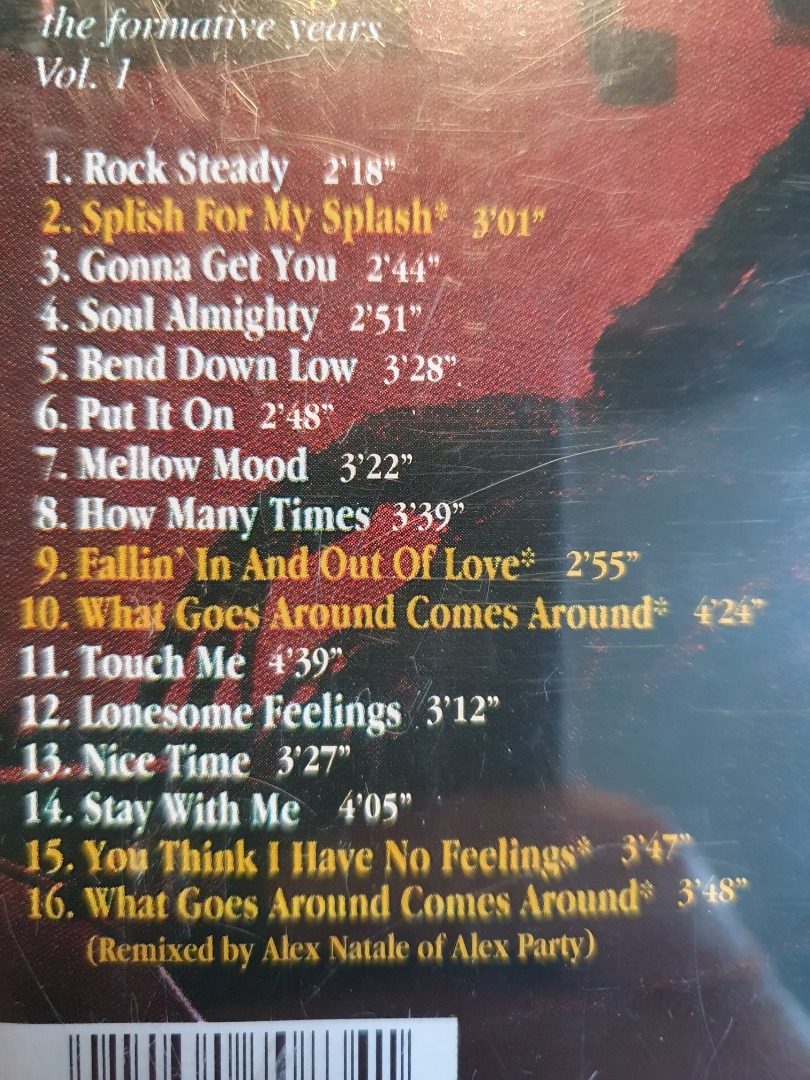 the formative years
Vol. 1
1. Rock Steady 2'18"
2. Splish For My Splash* 3'01"
3. Gonna Get You 2'44"
4. Soul Almighty 2'51"
5. Bend Down Low 3'28"
6. Put It On 2'48"
7. Mellow Mood 3'22"
8. How Many Times 3'39"
9. Fallin' In And Out Of Love* 2'55"
10. What Goes Around Comes Around* 4'24"
11. Touch Me 4'39"
12. Lonesome Feelings 3'12"
13. Nice Time 3'27"
14. Stay With Me 4'05"
15. You Think I Have No Feelings* 3'47"
16. What Goes Around Comes Around* 3'48"
(Remixed by Alex Natale of Alex Party)